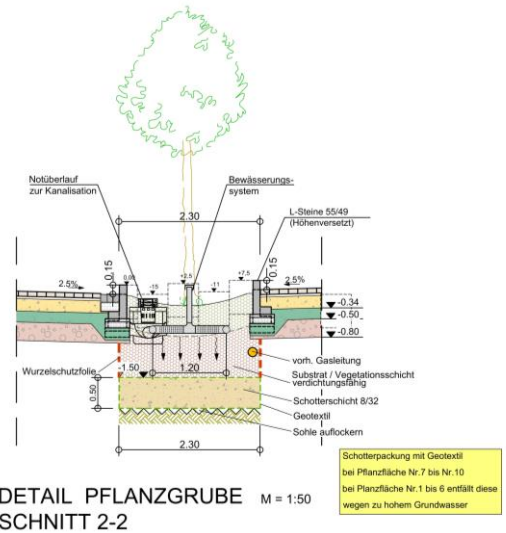 Notüberlauf
zur Kanalisation
Bewässerungs-
system
2.30
L-Steine 55/49
(Höhenversetzt)
0.15
0.15
2.5%
0,00
-15
+2.5
-11
+7.5
2.5%
-0.34
-0.50
-0.80
Wurzelschutzfolie
-1.50
1.20
0.50
vorh. Gasleitung
Substrat / Vegetationsschicht
verdichtungsfähig
Schotterschicht 8/32
Geotextil
Sohle auflockern
2.30
DETAIL PFLANZGRUBE M = 1:50
SCHNITT 2-2
Schotterpackung mit Geotextil
bei Pflanzfläche Nr.7 bis Nr.10
bei Planzfläche Nr.1 bis 6 entfällt diese
wegen zu hohem Grundwasser